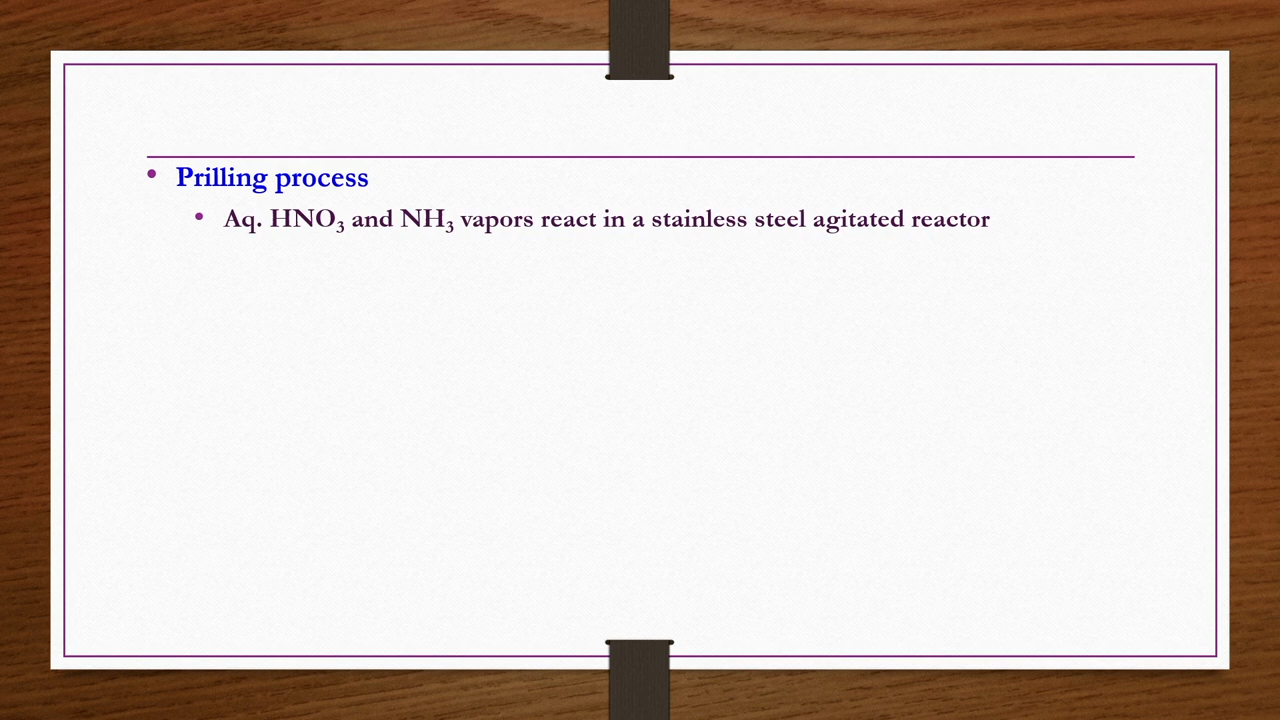 • Prilling process
• Aq. HNO₃ and NH₃ vapors react in a stainless steel agitated reactor